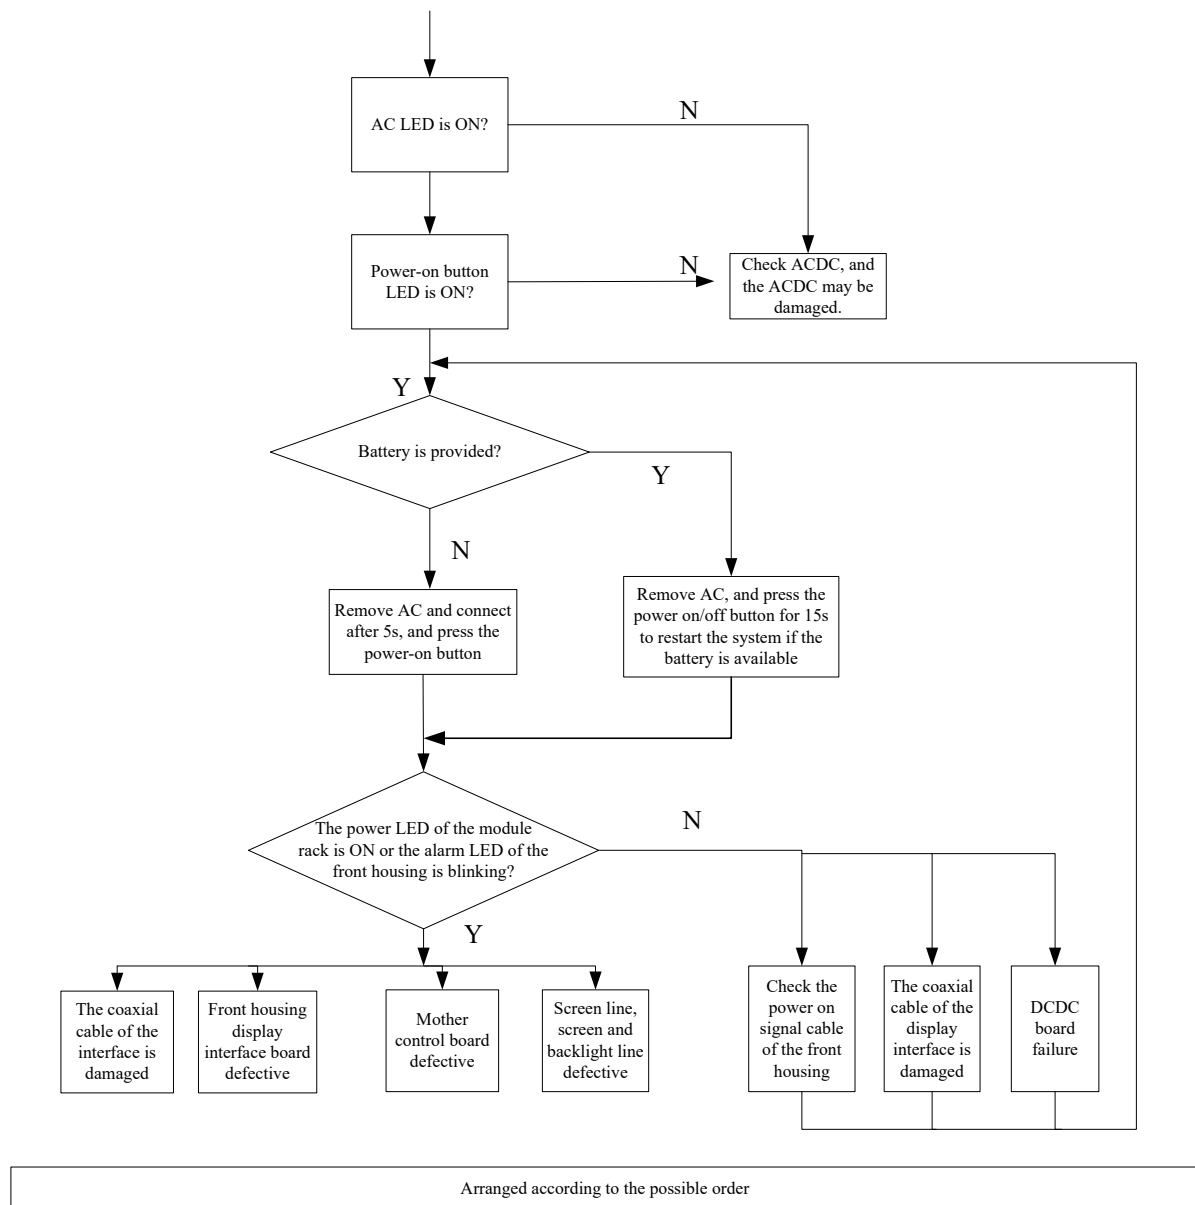 AC LED is ON?
N
Power-on button
LED is ON?
N
Check ACDC, and
the ACDC may be
damaged.
Y
Battery is provided?
Y
N
Remove AC and connect
after 5s, and press the
power-on button
Remove AC, and press the
power on/off button for 15s
to restart the system if the
battery is available
The power LED of the module
rack is ON or the alarm LED of the
front housing is blinking?
N
Y
The coaxial
cable of the
interface is
damaged
Front housing
display
interface board
defective
Mother
control board
defective
Screen line,
screen and
backlight line
defective
Check the
power on
signal cable
of the front
housing
The coaxial
cable of the
display
interface is
damaged
DCDC
board
failure
Arranged according to the possible order